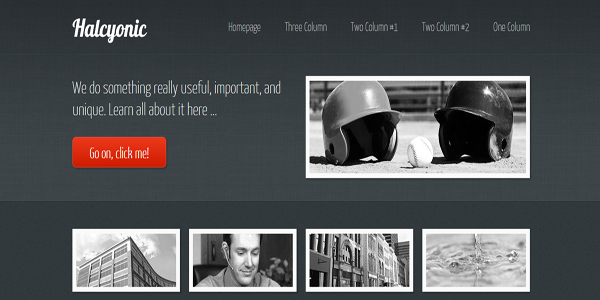 Halcyonic
Homepage
Three Column
Two Column #1
Two Column #2
One Column
We do something really useful, important, and
unique. Learn all about it here ...
Go on, click me!